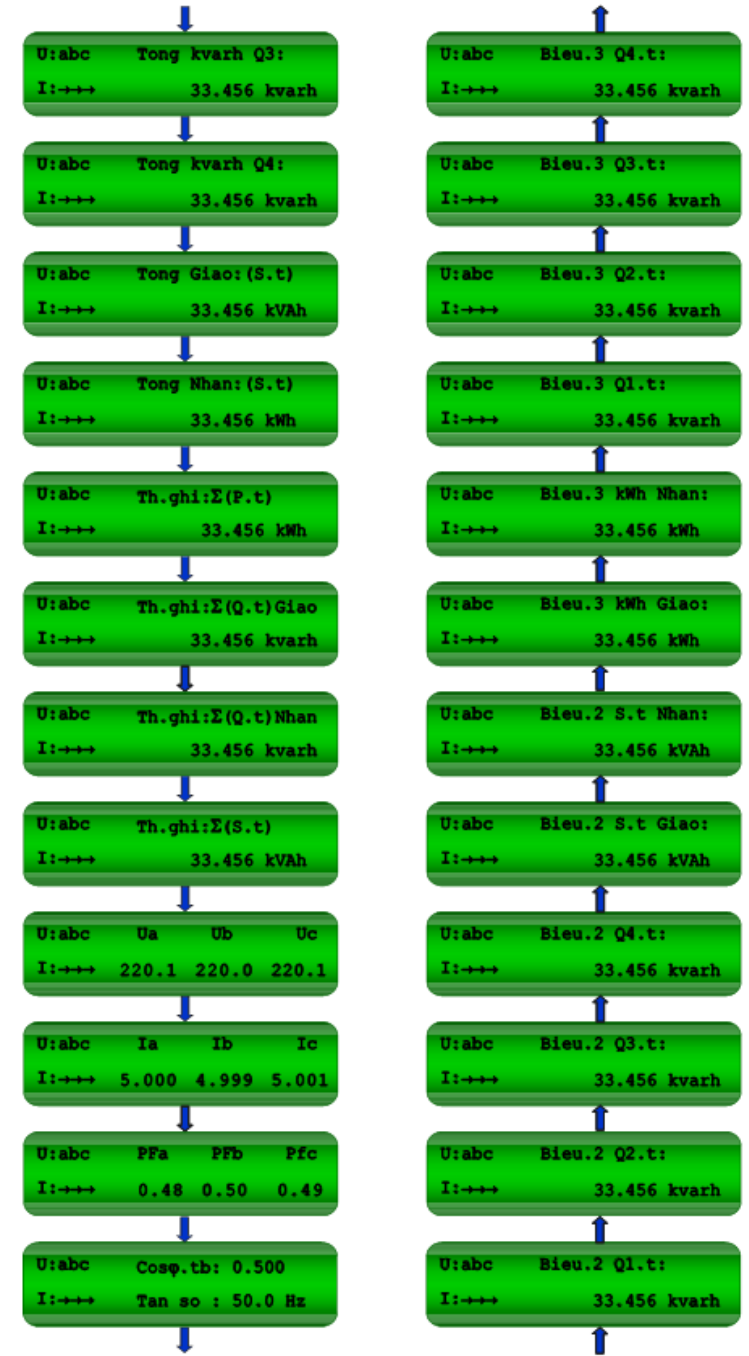 U:abc Tong kvarh Q3:
I:→→→ 33.456 kvarh
U:abc Tong kvarh Q4:
I:→→→ 33.456 kvarh
U:abc Tong Giao:(S.t)
I:→→→ 33.456 kVAh
U:abc Tong Nhan:(S.t)
I:→→→ 33.456 kWh
U:abc Th.ghi:Σ(P.t)
I:→→→ 33.456 kWh
U:abc Th.ghi:Σ(Q.t)Giao
I:→→→ 33.456 kvarh
U:abc Th.ghi:Σ(Q.t)Nhan
I:→→→ 33.456 kvarh
U:abc Th.ghi:Σ(S.t)
I:→→→ 33.456 kVAh
U:abc Ua Ub Uc
I:→→→ 220.1 220.0 220.1
U:abc Ia Ib Ic
I:→→→ 5.000 4.999 5.001
U:abc PFa PFb Pfc
I:→→→ 0.48 0.50 0.49
U:abc Cosφ.tb: 0.500
I:→→→ Tan so : 50.0 Hz
U:abc Bieu.3 Q4.t:
I:→→→ 33.456 kvarh
U:abc Bieu.3 Q3.t:
I:→→→ 33.456 kvarh
U:abc Bieu.3 Q2.t:
I:→→→ 33.456 kvarh
U:abc Bieu.3 Q1.t:
I:→→→ 33.456 kvarh
U:abc Bieu.3 kWh Nhan:
I:→→→ 33.456 kWh
U:abc Bieu.3 kWh Giao:
I:→→→ 33.456 kWh
U:abc Bieu.2 S.t Nhan:
I:→→→ 33.456 kVAh
U:abc Bieu.2 S.t Giao:
I:→→→ 33.456 kVAh
U:abc Bieu.2 Q4.t:
I:→→→ 33.456 kvarh
U:abc Bieu.2 Q3.t:
I:→→→ 33.456 kvarh
U:abc Bieu.2 Q2.t:
I:→→→ 33.456 kvarh
U:abc Bieu.2 Q1.t:
I:→→→ 33.456 kvarh